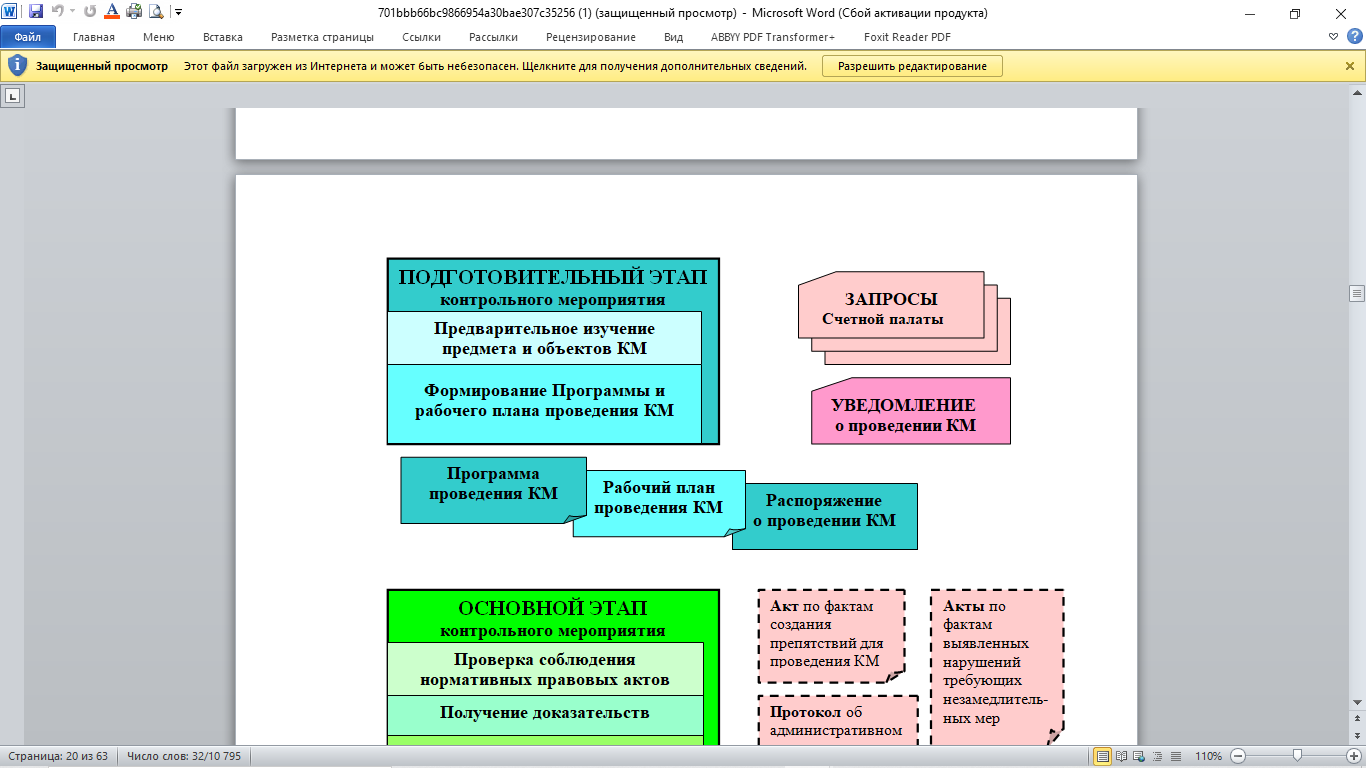 701bbb66bc9866954a30bae307c35256 (1) (защищенный просмотр) - Microsoft Word (Сбой активации продукта)
Файл Главная Меню Вставка Разметка страницы Ссылки Рассылки Рецензирование Вид ABBYY PDF Transformer+ Foxit Reader PDF
Защищенный просмотр Этот файл загружен из Интернета и может быть небезопасен. Щелкните для получения дополнительных сведений. Разрешить редактирование
ПОДГОТОВИТЕЛЬНЫЙ ЭТАП
контрольного мероприятия
Предварительное изучение
предмета и объектов КМ
Формирование Программы и
рабочего плана проведения КМ
ЗАПРОСЫ
Счетной палаты
УВЕДОМЛЕНИЕ
о проведении КМ
Программа
проведения КМ
Рабочий план
проведения КМ
Распоряжение
о проведении КМ
ОСНОВНОЙ ЭТАП
контрольного мероприятия
Проверка соблюдения
нормативных правовых актов
Получение доказательств
Акт по фактам
создания
препятствий для
проведения КМ
Протокол об
административном
Акты по
фактам
выявленных
нарушений
требующих
незамедлитель-
ных мер
Страница: 20 из 63 Число слов: 32/10 795 110%